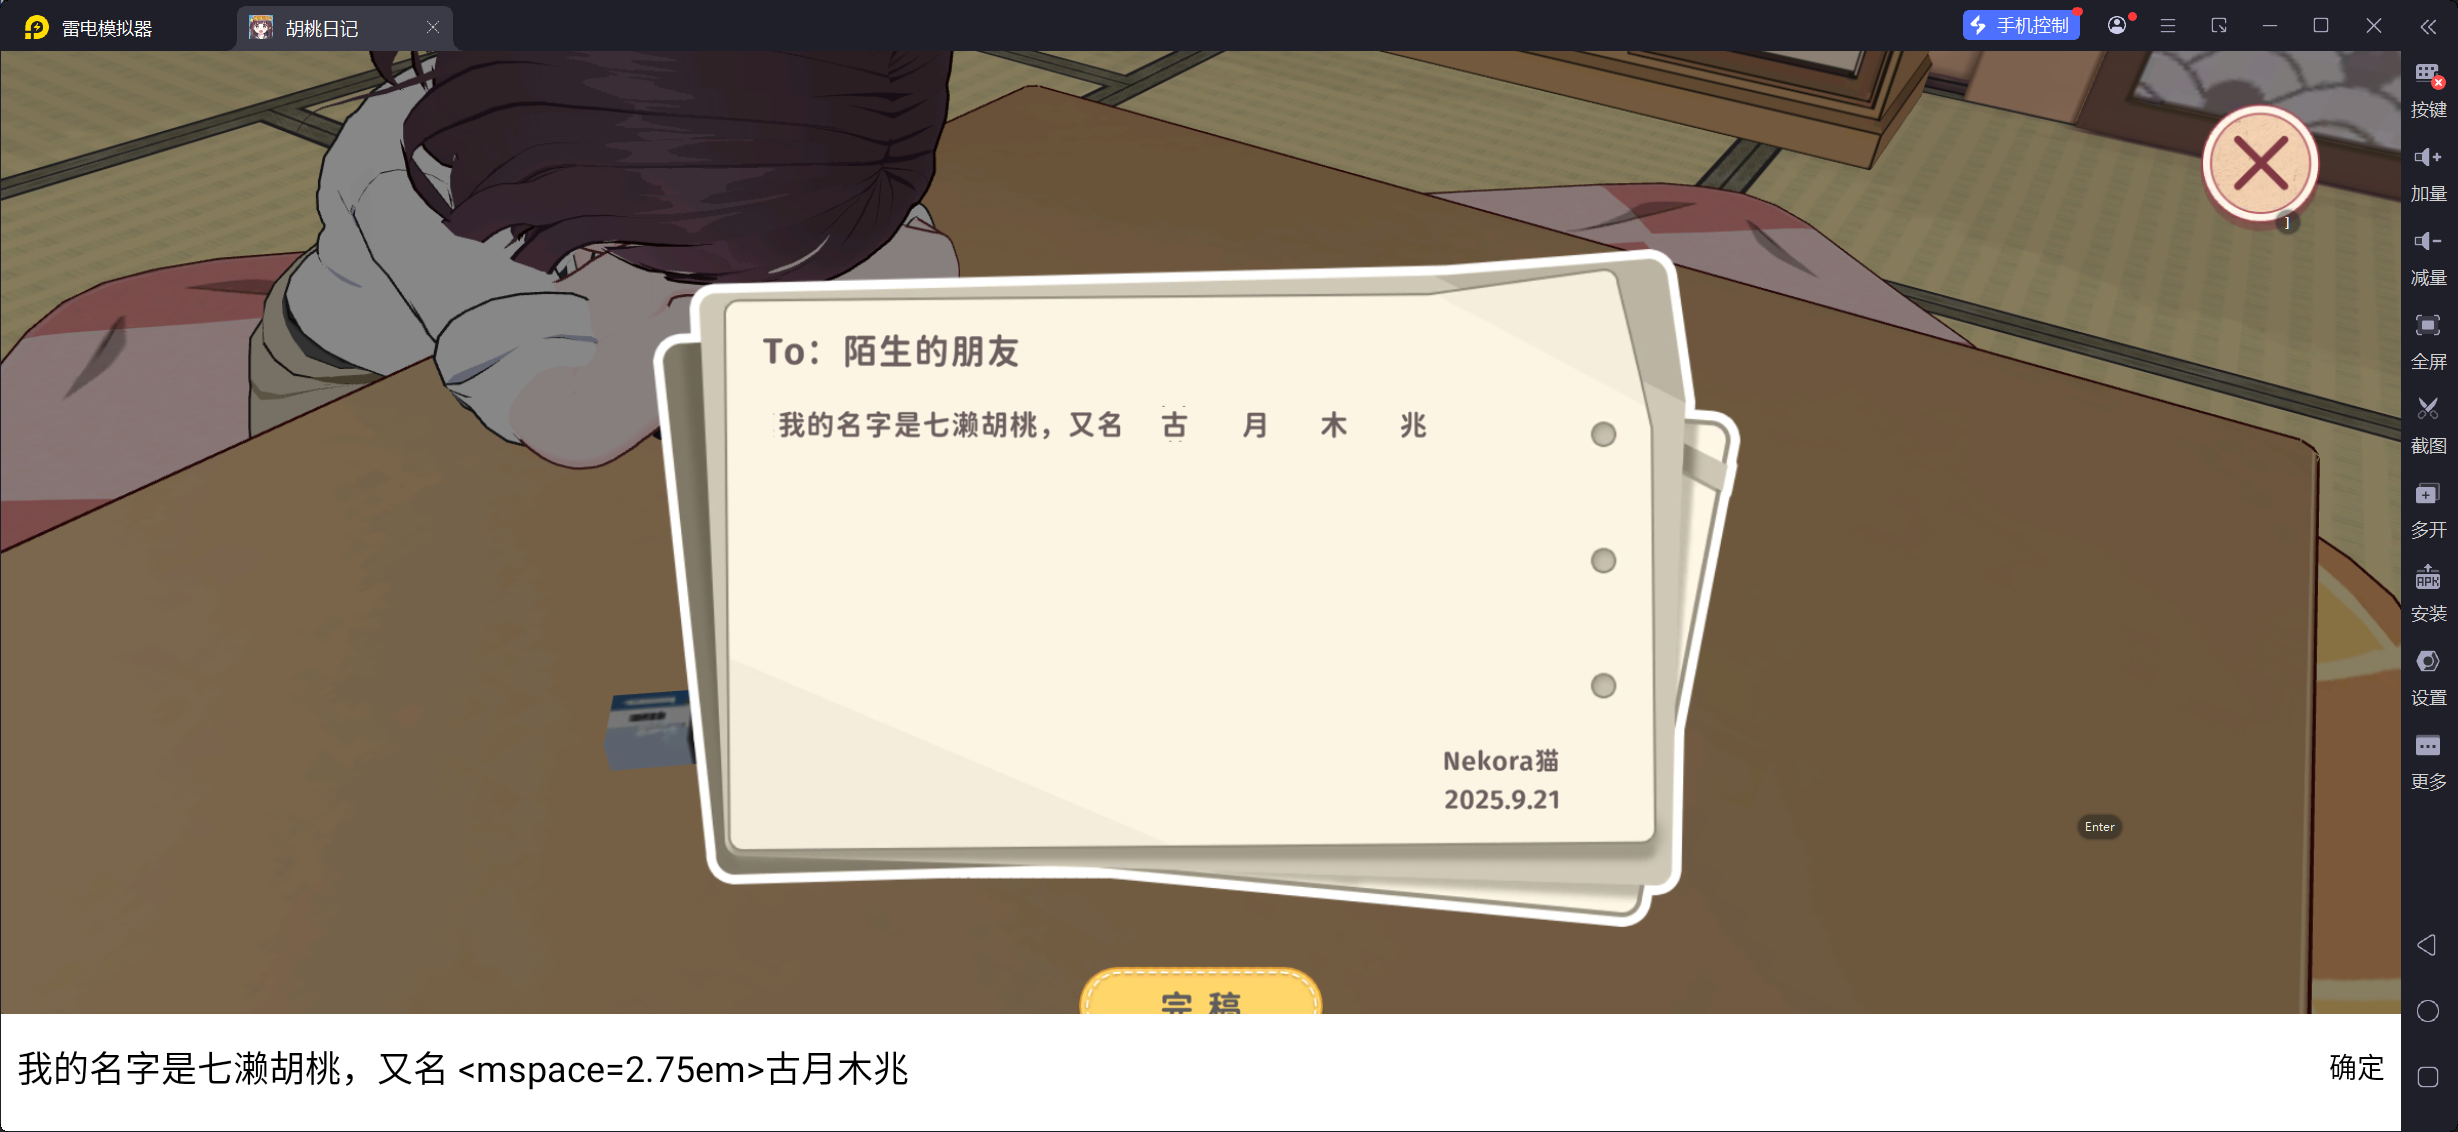 雷电模拟器
胡桃日记
手机控制
按键
加量
减量
全屏
截图
多开
APK
安装
设置
更多
]
To：陌生的朋友
我的名字是七濑胡桃，又名 古 月 木 兆
Nekora猫
2025.9.21
Enter
完稿
我的名字是七濑胡桃，又名 <mspace=2.75em>古月木兆
确定